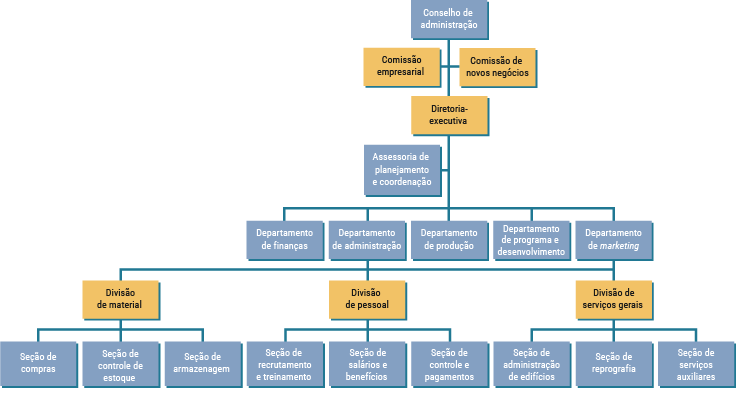 Conselho de
administração
Comissão
empresarial
Comissão de
novos negócios
Diretoria-
executiva
Assessoria de
planejamento
e coordenação
Departamento
de finanças
Departamento
de administração
Departamento
de produção
Departamento
de programa e
desenvolvimento
Departamento
de marketing
Divisão
de material
Divisão
de pessoal
Divisão de
serviços gerais
Seção de
compras
Seção de
controle de
estoque
Seção de
armazenagem
Seção de
recrutamento
e treinamento
Seção de
salários e
benefícios
Seção de
controle e
pagamentos
Seção de
administração
de edifícios
Seção de
reprografia
Seção de
serviços
auxiliares